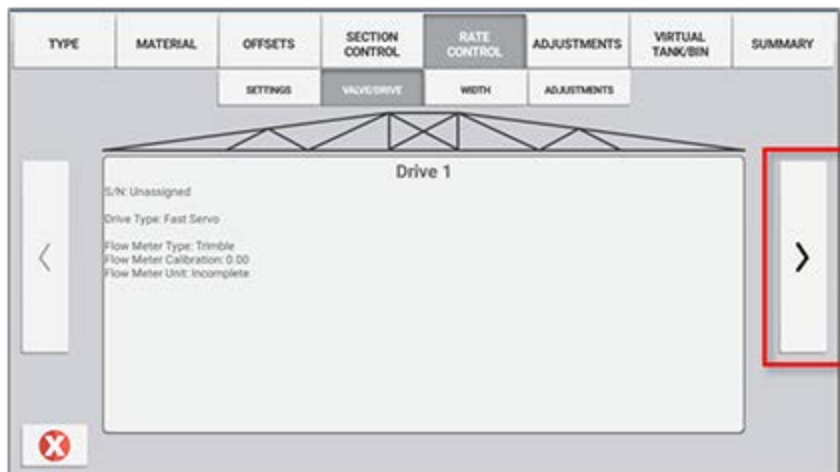 TYPE
MATERIAL
OFFSETS
SECTION
CONTROL
RATE
CONTROL
ADJUSTMENTS
VIRTUAL
TANK/BIN
SUMMARY
SETTINGS
VALVE/DRIVE
WIDTH
ADJUSTMENTS
Drive 1
S/N: Unassigned
Drive Type: Fast Servo
Flow Meter Type: Trimble
Flow Meter Calibration: 0.00
Flow Meter Unit: Incomplete